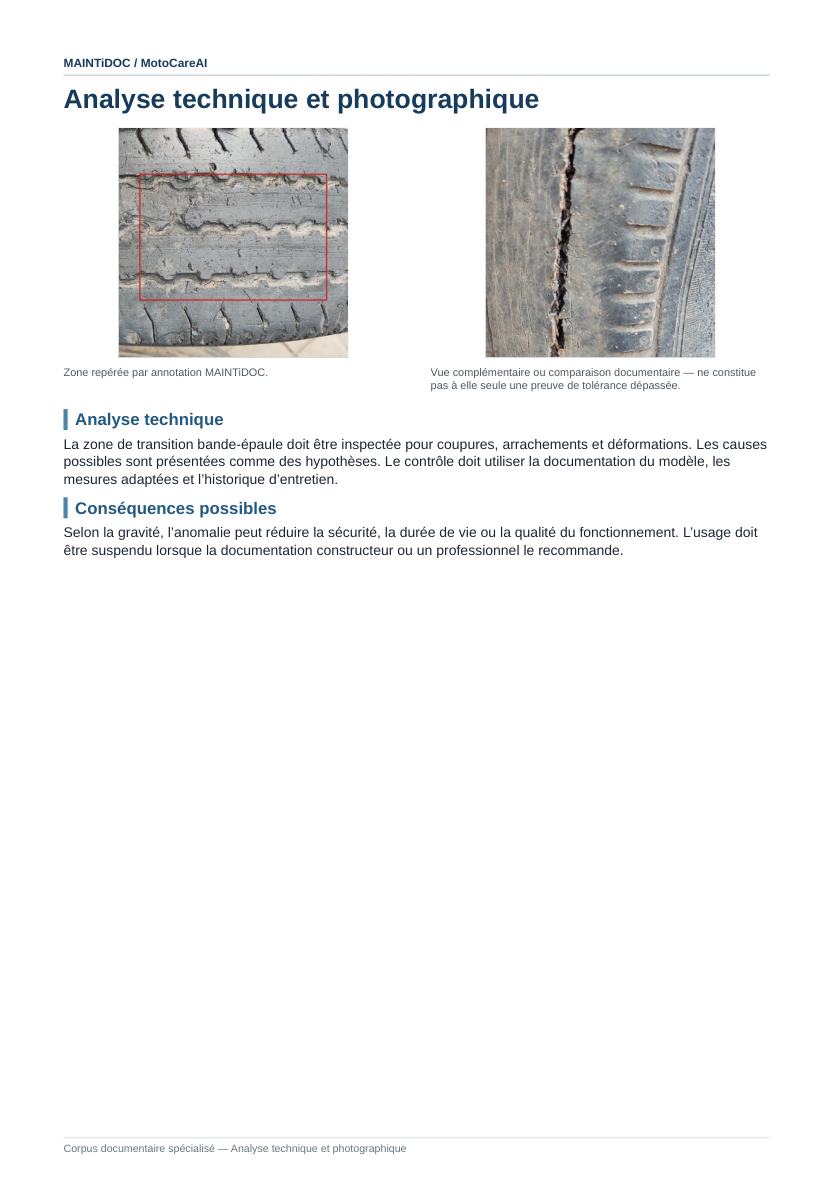 MAINTiDOC / MotoCareAI
Analyse technique et photographique
Zone repérée par annotation MAINTiDOC.
Vue complémentaire ou comparaison documentaire — ne constitue
pas à elle seule une preuve de tolérance dépassée.
Analyse technique
La zone de transition bande-épaule doit être inspectée pour coupures, arrachements et déformations. Les causes
possibles sont présentées comme des hypothèses. Le contrôle doit utiliser la documentation du modèle, les
mesures adaptées et l’historique d’entretien.
Conséquences possibles
Selon la gravité, l’anomalie peut réduire la sécurité, la durée de vie ou la qualité du fonctionnement. L’usage doit
être suspendu lorsque la documentation constructeur ou un professionnel le recommande.
Corpus documentaire spécialisé — Analyse technique et photographique